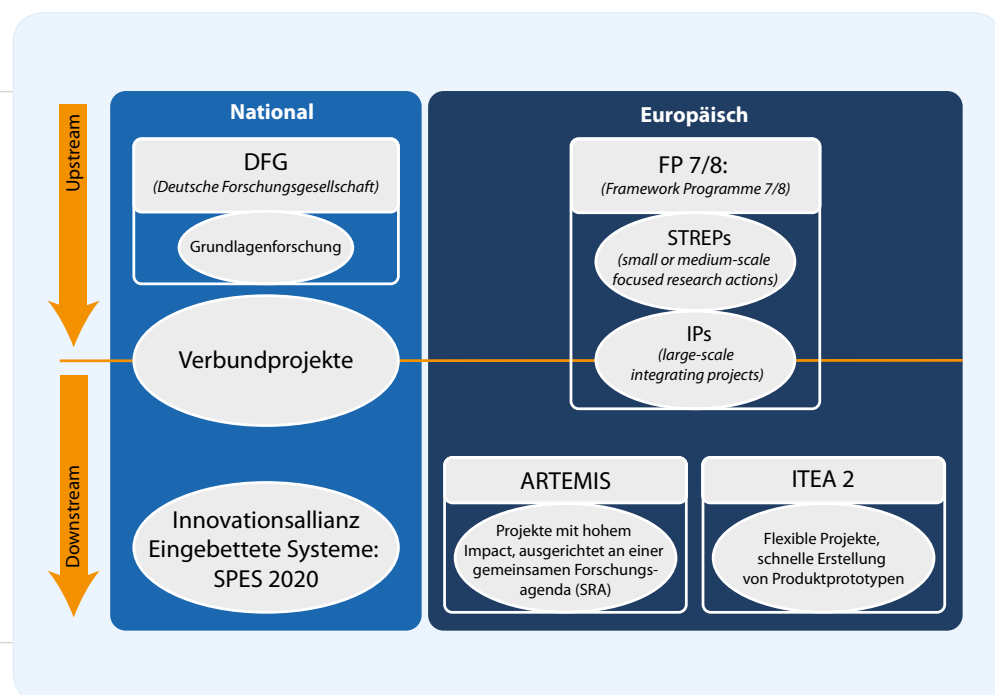 Upstream
Downstream
National
DFG
(Deutsche Forschungsgesellschaft)
Grundlagenforschung
Verbundprojekte
Innovationsallianz
Eingebettete Systeme:
SPES 2020
Europäisch
FP 7/8:
(Framework Programme 7/8)
STREPs
(small or medium-scale
focused research actions)
IPs
(large-scale
integrating projects)
ARTEMIS
Projekte mit hohem
Impact, ausgerichtet an einer
gemeinsamen Forschungs-
agenda (SRA)
ITEA 2
Flexible Projekte,
schnelle Erstellung
von Produktprototypen